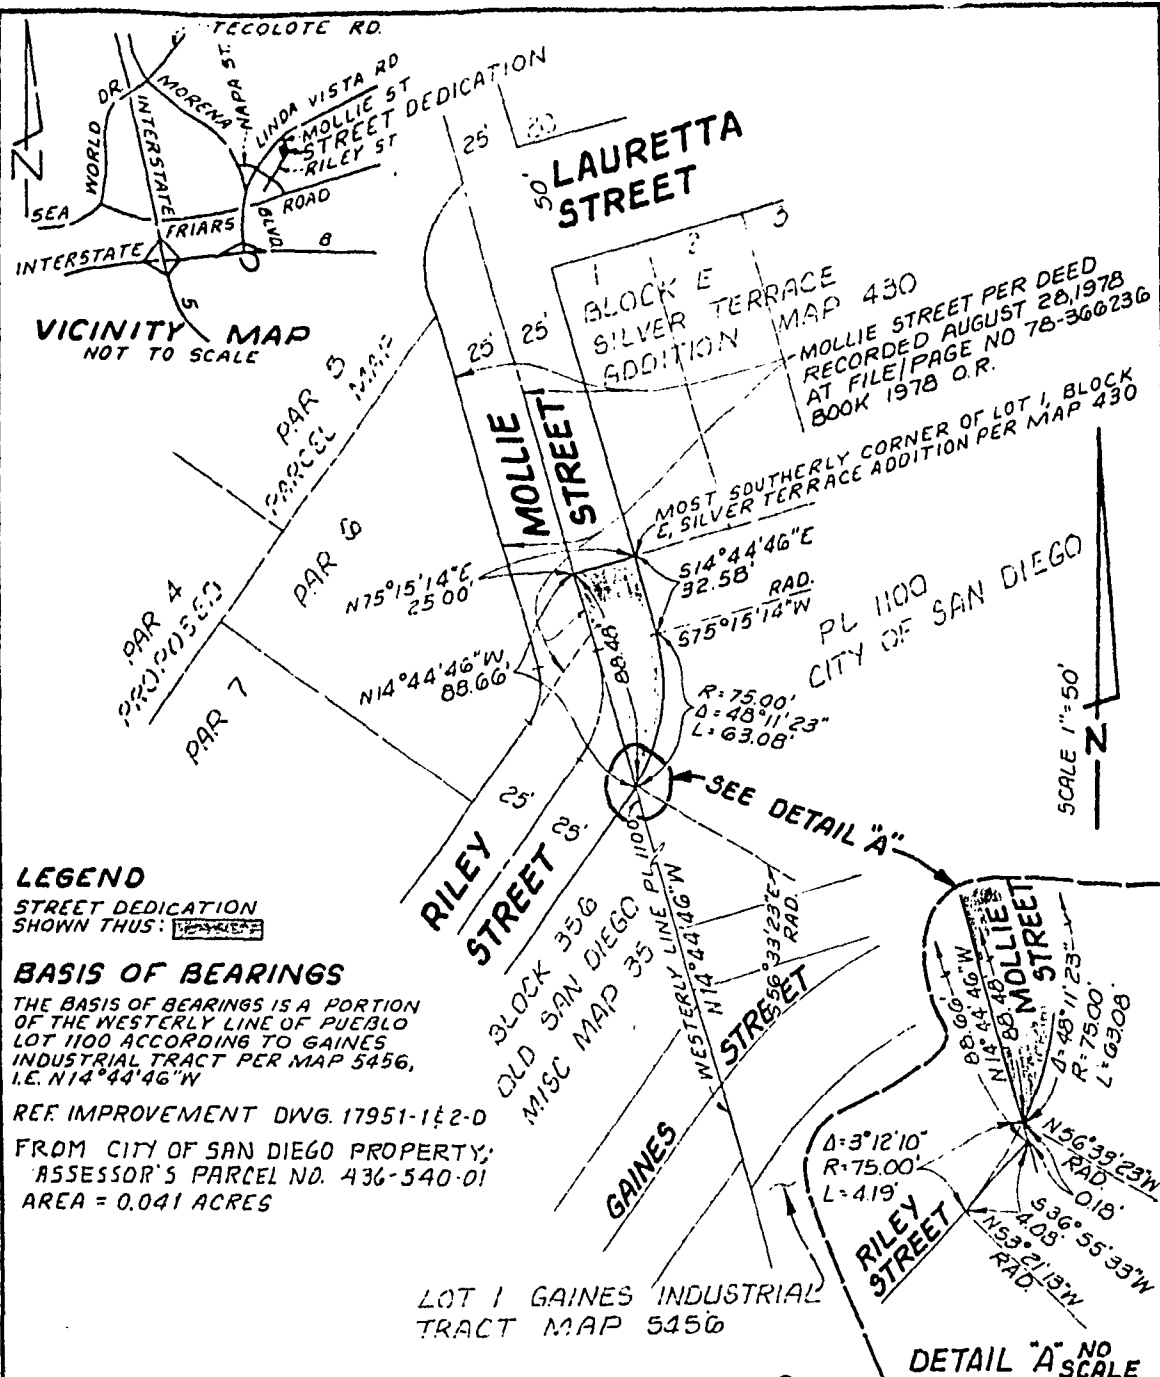 TECOLOTE RD.
NAPA ST.
SEA WORLD DR.
INTERSTATE 5
MORENA BLVD.
LINDA VISTA RD
MOLLIE ST
STREET DEDICATION
RILEY ST
FRIARS ROAD
INTERSTATE 8
N
VICINITY MAP
NOT TO SCALE
25'
20
50'
LAURETTA
STREET
1
2
3
BLOCK E
SILVER TERRACE
ADDITION MAP 430
25'
25'
MOLLIE STREET PER DEED
RECORDED AUGUST 28, 1978
AT FILE/PAGE NO 78-366236
BOOK 1978 O.R.
MOLLIE
STREET
MOST SOUTHERLY CORNER OF LOT 1, BLOCK
E, SILVER TERRACE ADDITION PER MAP 430
PAR 3
PARCEL MAP
PAR 6
PAR 4
PROPOSED
PAR 7
N75°15'14"E
25.00'
S14°44'46"E
32.58'
RAD.
S75°15'14"W
PL 1100
CITY OF SAN DIEGO
N14°44'46"W
88.66'
88.48'
R=75.00'
Δ=48°11'23"
L=63.08'
SCALE 1"=50'
N
SEE DETAIL "A"
25'
25'
RILEY
STREET
BLOCK 356
OLD SAN DIEGO
MISC MAP 35
WESTERLY LINE PL 1100
N14°44'46"W
S56°33'23"E
RAD.
GAINES STREET
LEGEND
STREET DEDICATION
SHOWN THUS:
BASIS OF BEARINGS
THE BASIS OF BEARINGS IS A PORTION
OF THE WESTERLY LINE OF PUEBLO
LOT 1100 ACCORDING TO GAINES
INDUSTRIAL TRACT PER MAP 5456,
I.E. N14°44'46"W
REF. IMPROVEMENT DWG. 17951-1&2-D
FROM CITY OF SAN DIEGO PROPERTY;
ASSESSOR'S PARCEL NO. 436-540-01
AREA = 0.041 ACRES
LOT 1 GAINES INDUSTRIAL
TRACT MAP 5456
MOLLIE
STREET
88.66'
N14°44'46"W
88.48'
Δ=48°11'23"
R=75.00'
L=63.08'
Δ=3°12'10"
R=75.00'
L=4.19'
N56°33'23"W
RAD.
0.18'
S36°55'33"W
4.08'
N53°21'13"W
RAD.
RILEY
STREET
DETAIL "A" NO
SCALE